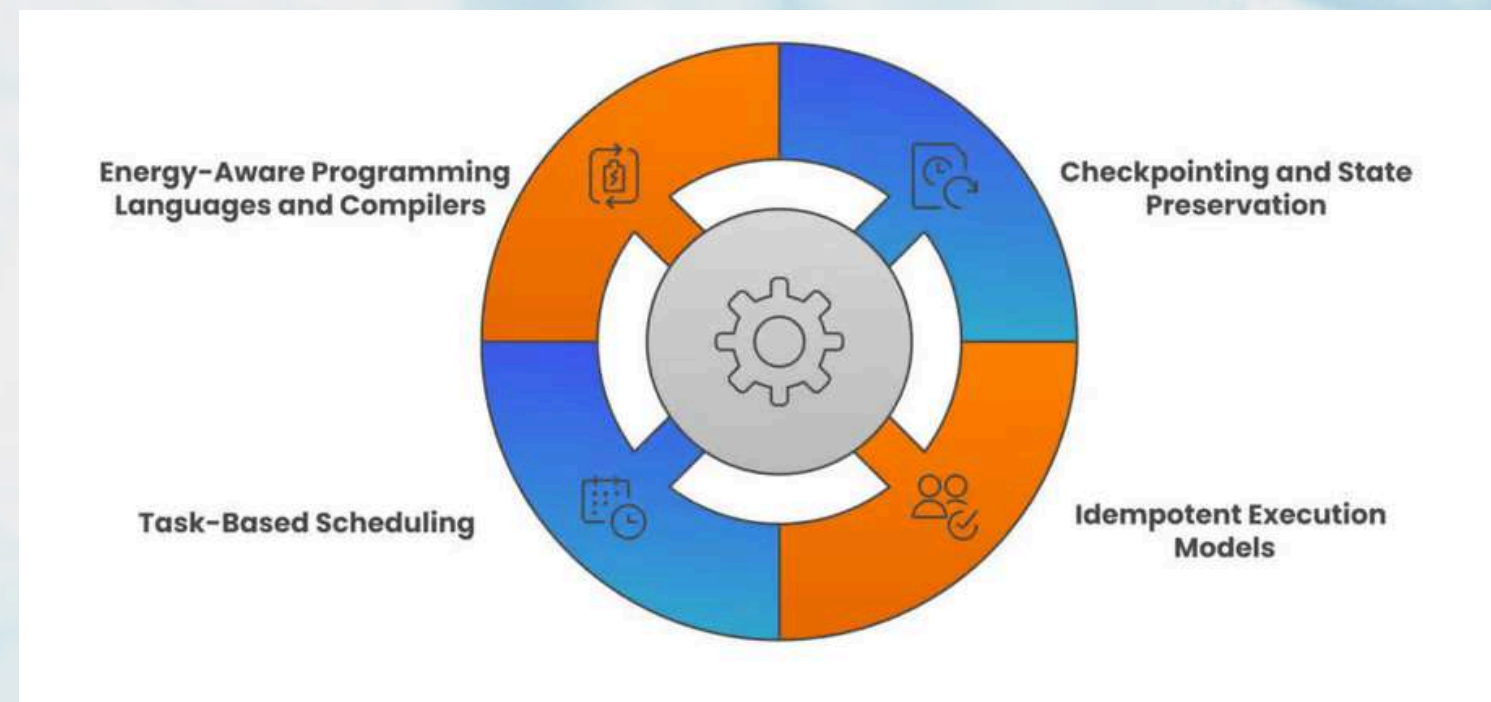 Energy-Aware Programming
Languages and Compilers
Checkpointing and State
Preservation
Task-Based Scheduling
Idempotent Execution
Models